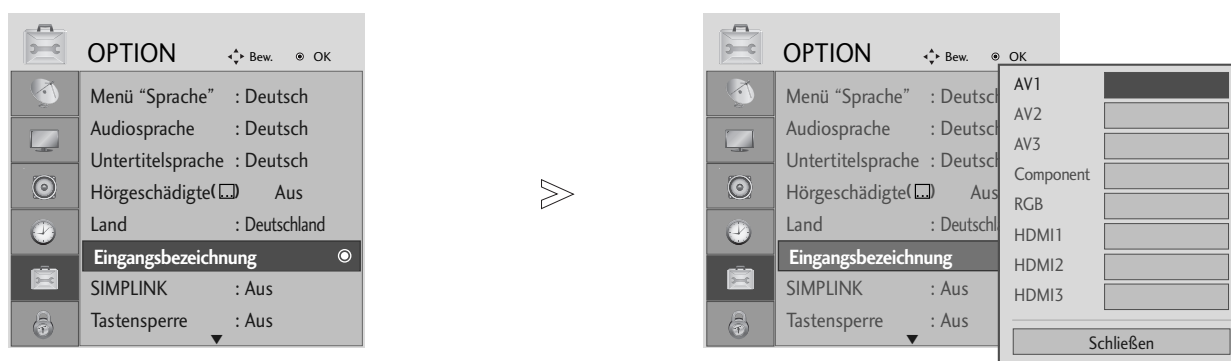 OPTION
Bew. OK
Menü “Sprache” : Deutsch
Audiosprache : Deutsch
Untertitelsprache : Deutsch
Hörgeschädigte( ) Aus
Land : Deutschland
Eingangsbezeichnung
SIMPLINK : Aus
Tastensperre : Aus
OPTION
Bew. OK
Menü “Sprache” : Deutsch
Audiosprache : Deutsch
Untertitelsprache : Deutsch
Hörgeschädigte( ) Aus
Land : Deutschl
Eingangsbezeichnung
SIMPLINK : Aus
Tastensperre : Aus
AV1
AV2
AV3
Component
RGB
HDMI1
HDMI2
HDMI3
Schließen